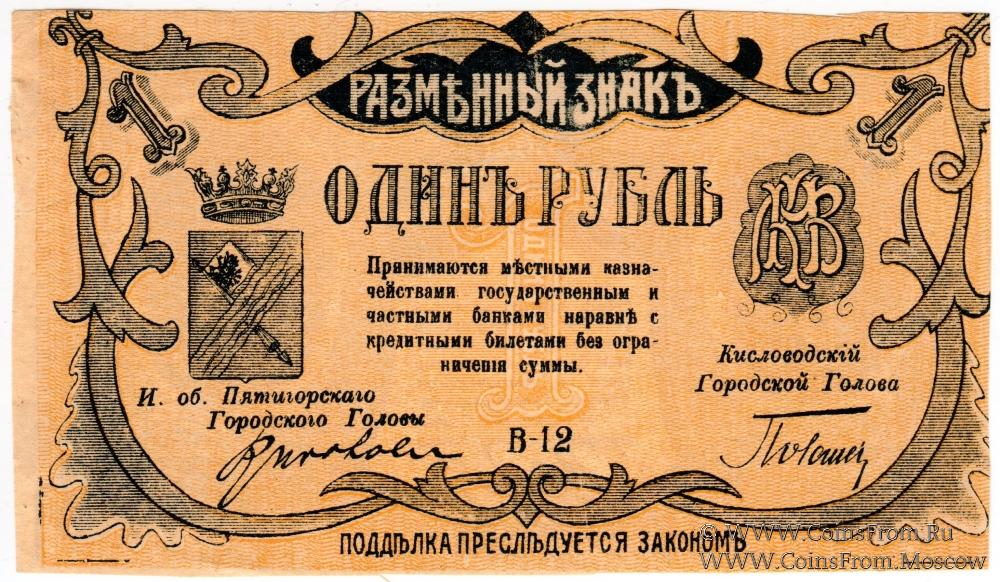 РАЗМѢННЫЙ ЗНАКЪ
1
1
ОДИНЪ РУБЛЬ
КВ
Принимаются мѣстными казна-
чействами государственным и
частными банками наравнѣ с
кредитными билетами без огра-
ниченія суммы.
И. об. Пятигорскаго
Городского Головы
Кисловодскій
Городской Голова
В-12
ПОДДѢЛКА ПРЕСЛѢДУЕТСЯ ЗАКОНОМЪ
© WWW.CoinsFrom.Ru
WWW.CoinsFrom.Moscow